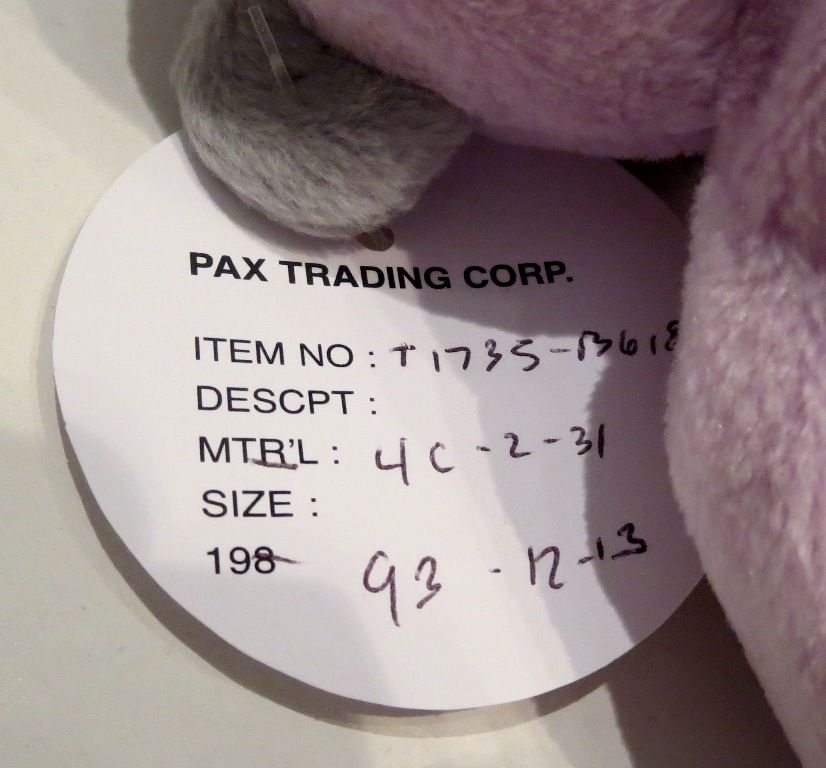 PAX TRADING CORP.
ITEM NO : T1735-B618
DESCPT :
MTR'L : 4C-2-31
SIZE :
198 93-12-13